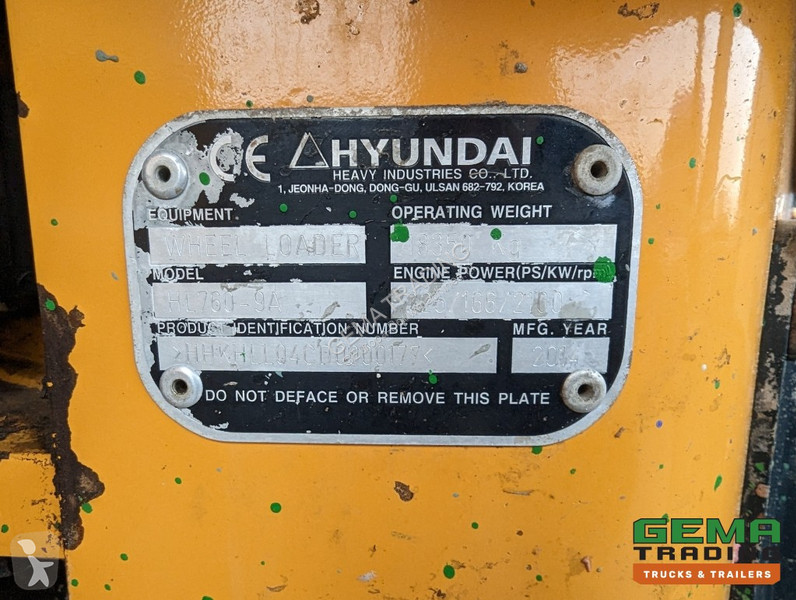 CE HYUNDAI
HEAVY INDUSTRIES CO., LTD.
1, JEONHA-DONG, DONG-GU, ULSAN 682-792, KOREA
EQUIPMENT OPERATING WEIGHT
WHEEL LOADER Kg
MODEL ENGINE POWER(PS/KW/rpm)
HL760-9A
PRODUCT IDENTIFICATION NUMBER MFG. YEAR
DO NOT DEFACE OR REMOVE THIS PLATE
GEMA
TRADING
TRUCKS & TRAILERS